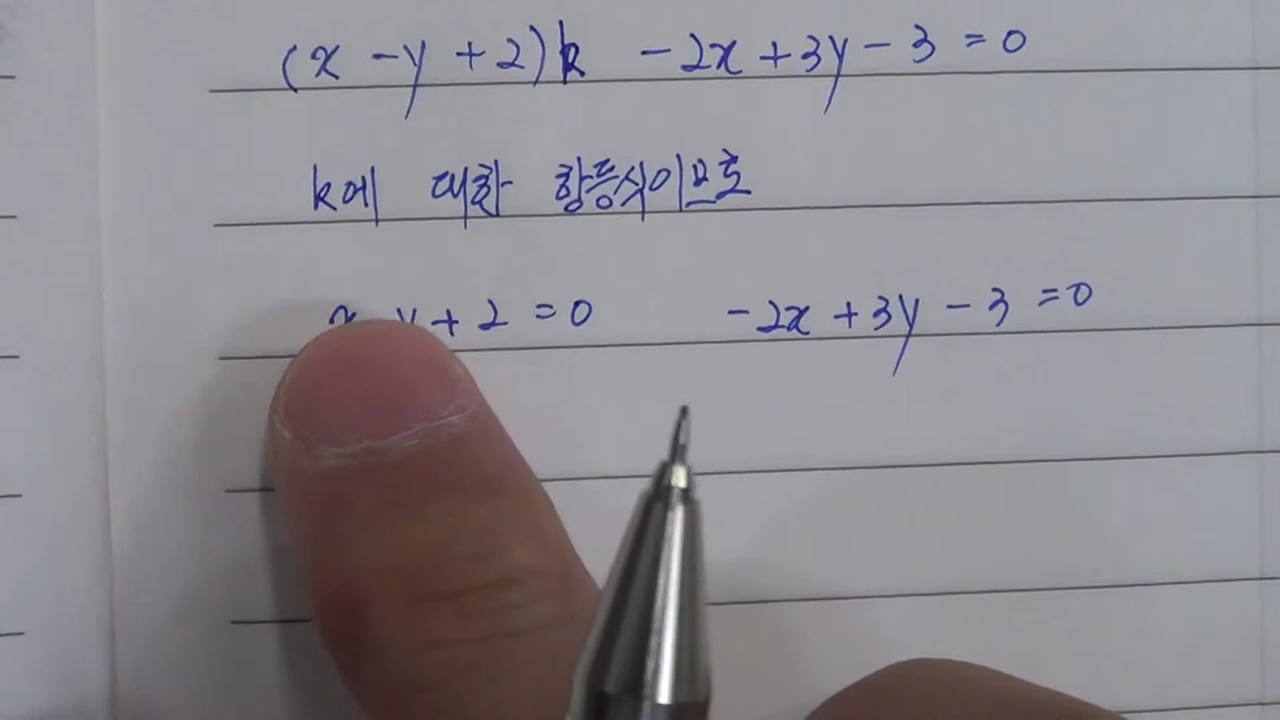 (x - y + 2)k - 2x + 3y - 3 = 0
k에 대한 항등식이므로
x y + 2 = 0 - 2x + 3y - 3 = 0